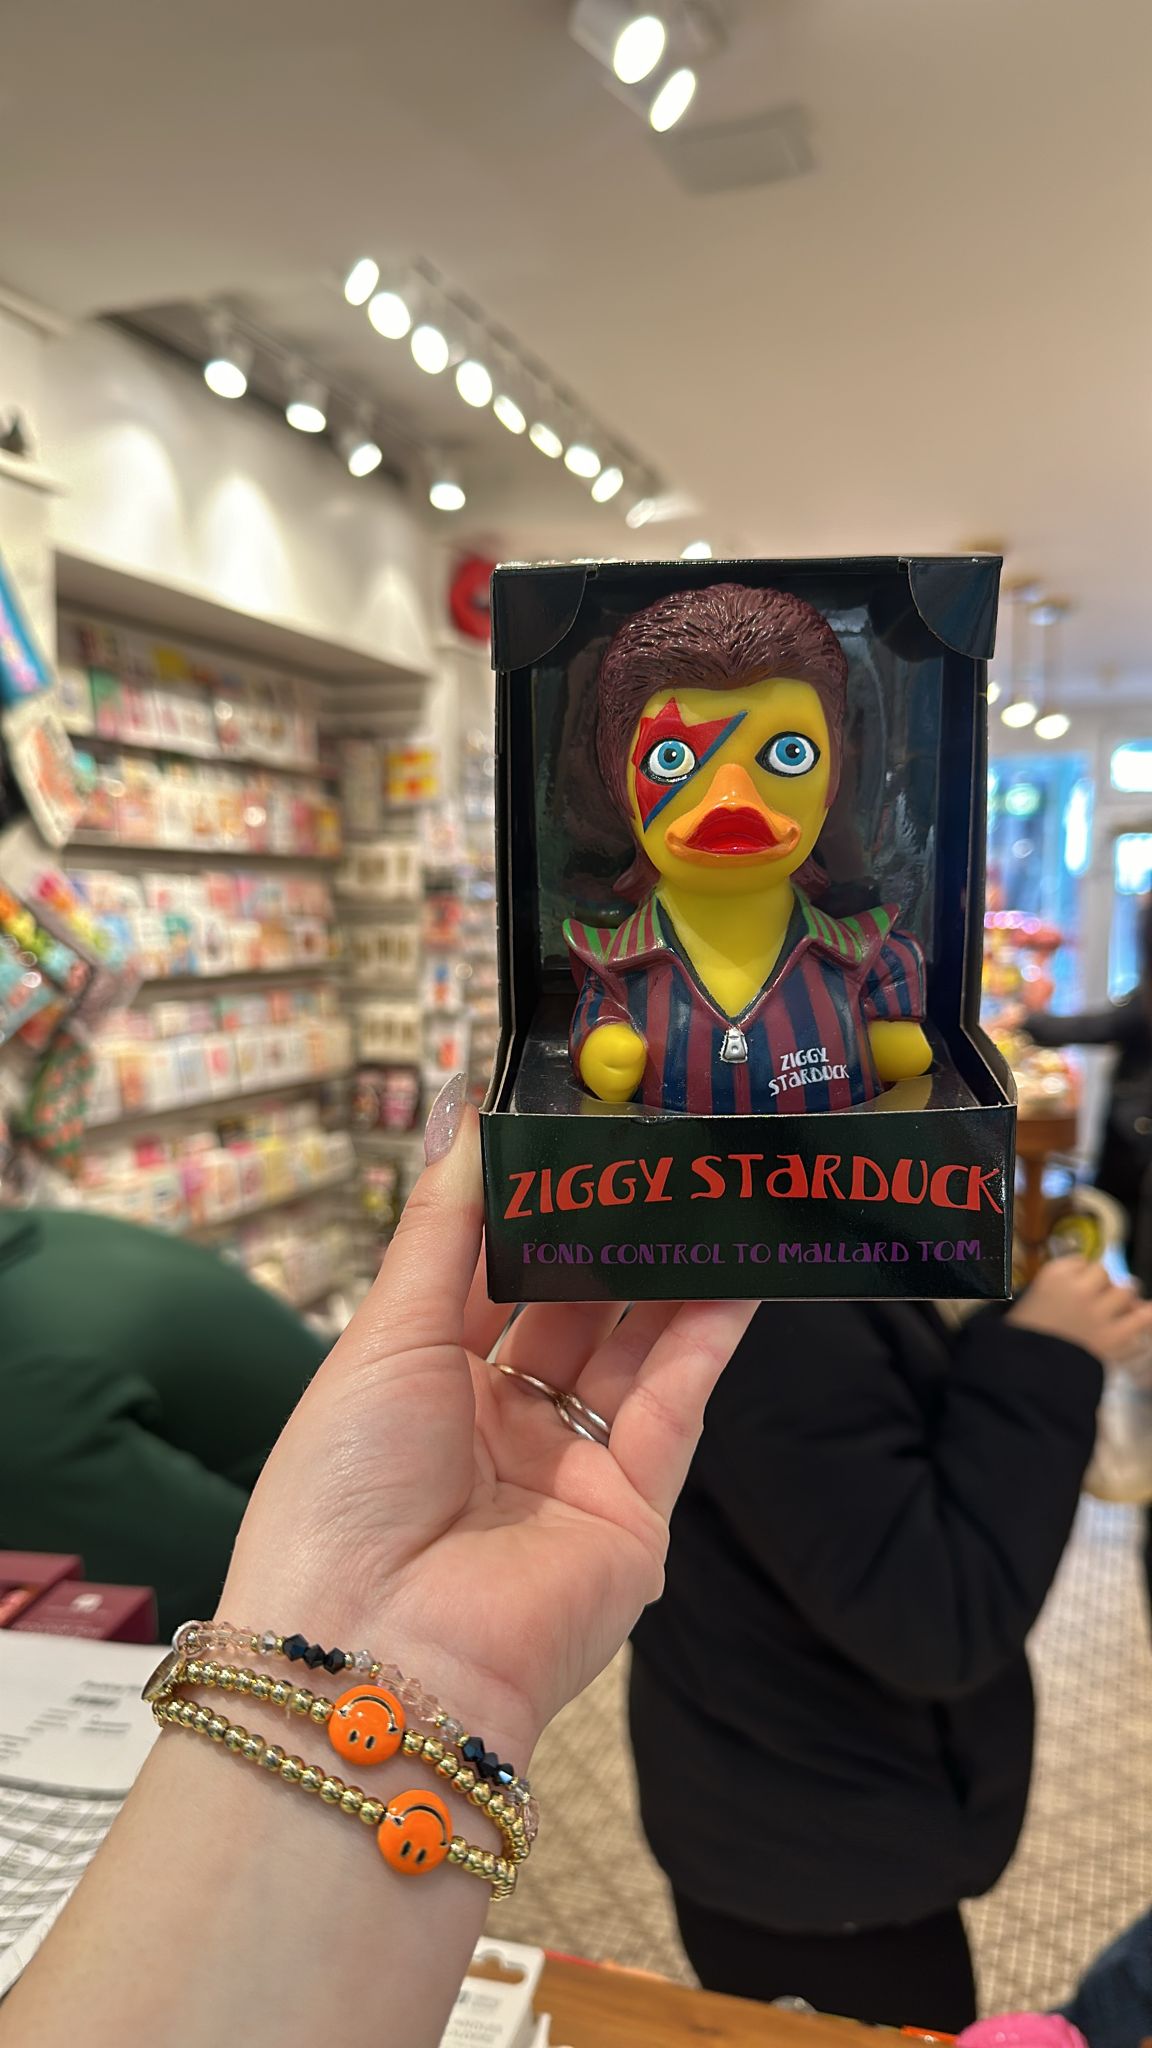 ZIGGY
STARDUCK
ZIGGY STARDUCK
POND CONTROL TO MALLARD TOM...